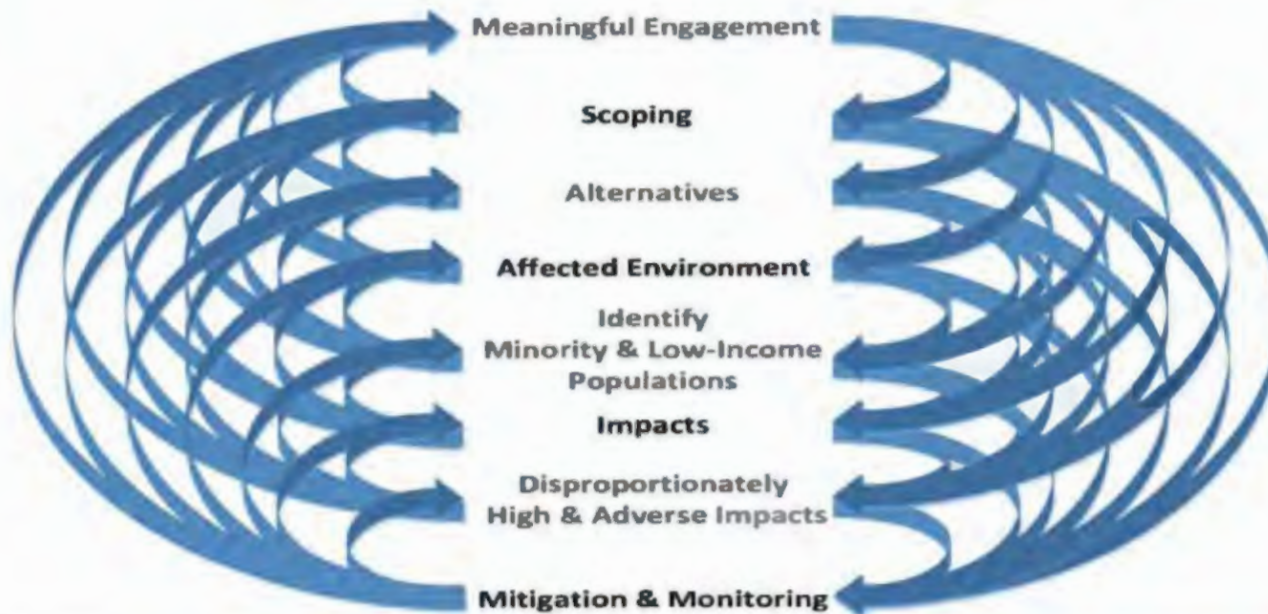 Meaningful Engagement
Scoping
Alternatives
Affected Environment
Identify
Minority & Low-Income
Populations
Impacts
Disproportionately
High & Adverse Impacts
Mitigation & Monitoring